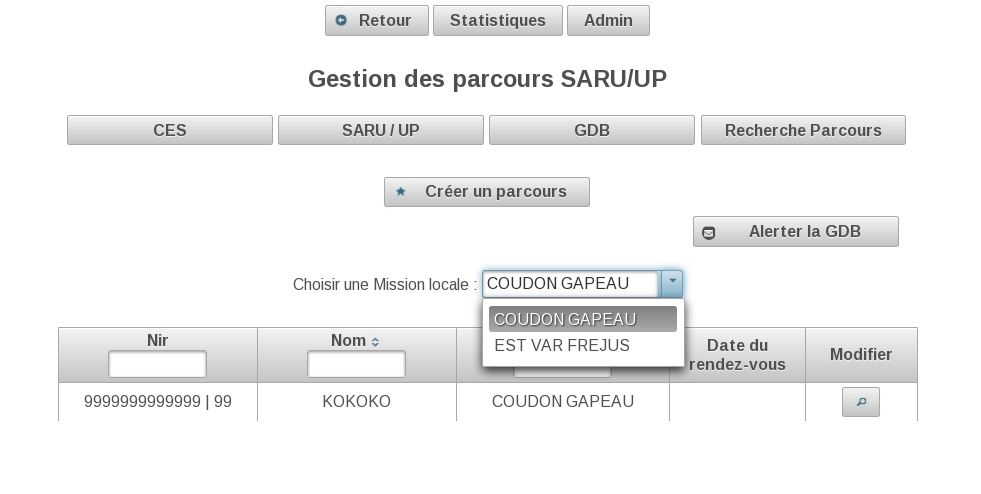 Retour Statistiques Admin
Gestion des parcours SARU/UP
CES SARU / UP GDB Recherche Parcours
Créer un parcours
Alerter la GDB
Choisir une Mission locale : COUDON GAPEAU
COUDON GAPEAU
EST VAR FREJUS
Nir Nom Date du rendez-vous Modifier
9999999999999 | 99 KOKOKO COUDON GAPEAU